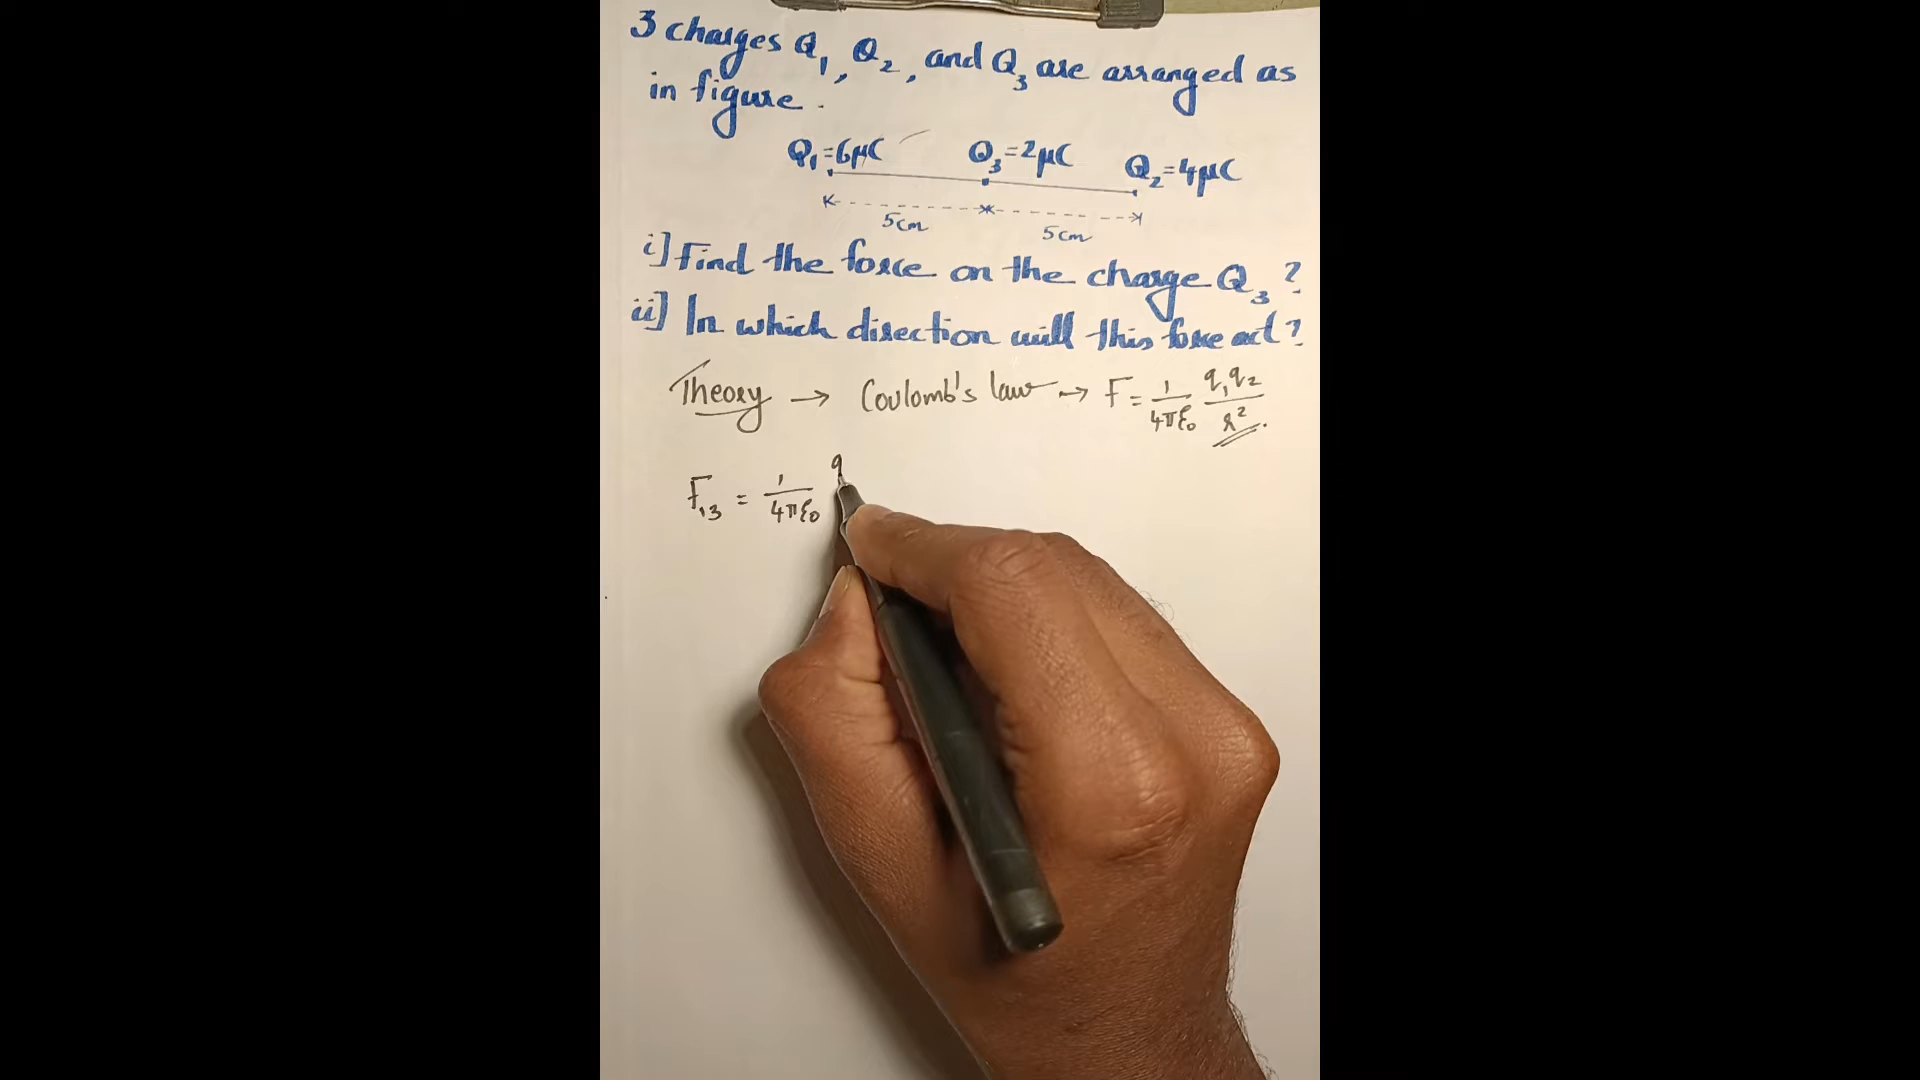 3 charges Q₁, Q₂, and Q₃ are arranged as
in figure.
Q₁=6μC Q₃=2μC Q₂=4μC
5cm 5cm
i] Find the force on the charge Q₃?
ii] In which direction will this force act?
Theory → Coulomb's law → F = 1/4πε₀ q₁q₂/r².
F₁₃ = 1/4πε₀ q